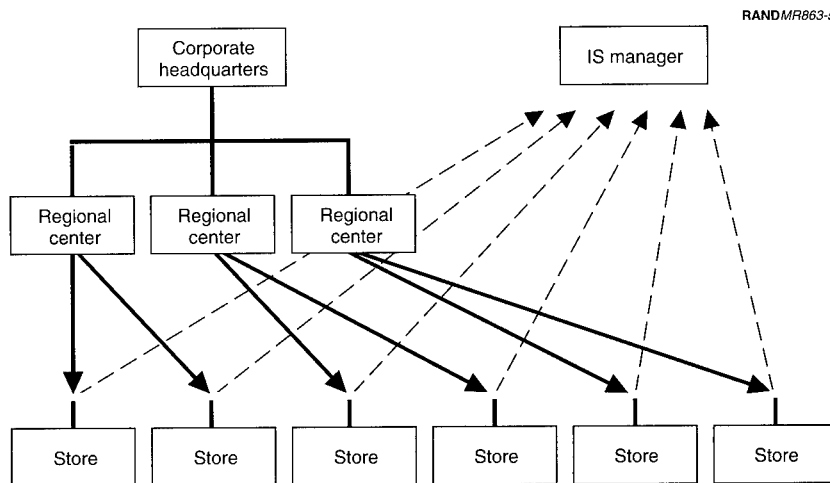 RANDMR863-
Corporate
headquarters
IS manager
Regional
center
Regional
center
Regional
center
Store
Store
Store
Store
Store
Store